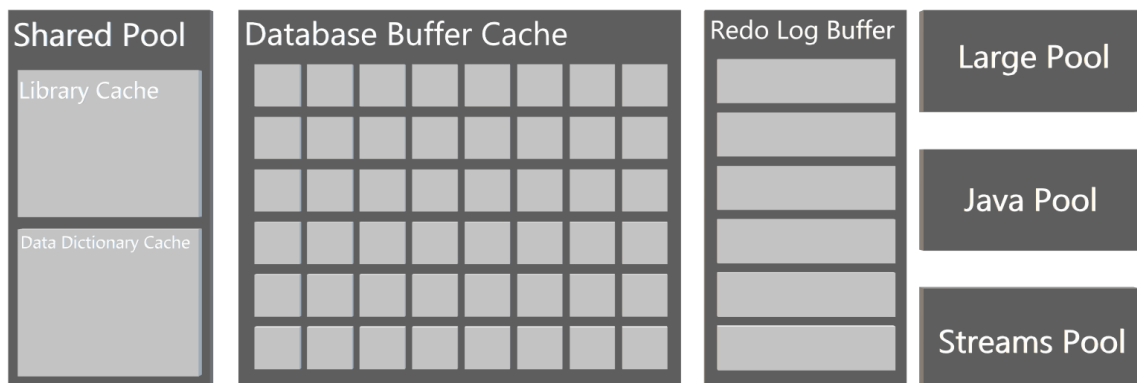 Shared Pool
Library Cache
Data Dictionary Cache
Database Buffer Cache
Redo Log Buffer
Large Pool
Java Pool
Streams Pool